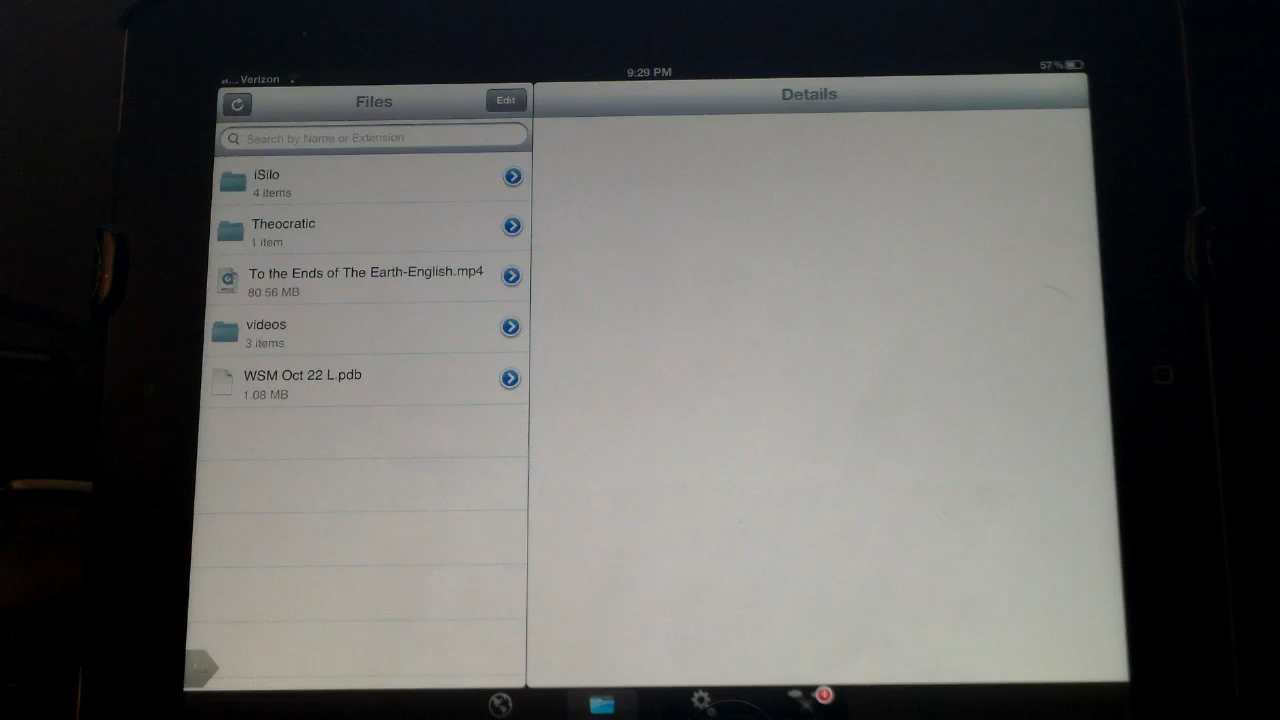 Verizon
9:29 PM
57%
Files
Edit
Details
Search by Name or Extension
iSilo
4 items
Theocratic
1 item
To the Ends of The Earth-English.mp4
80.56 MB
videos
3 items
WSM Oct 22 L.pdb
1.08 MB
4